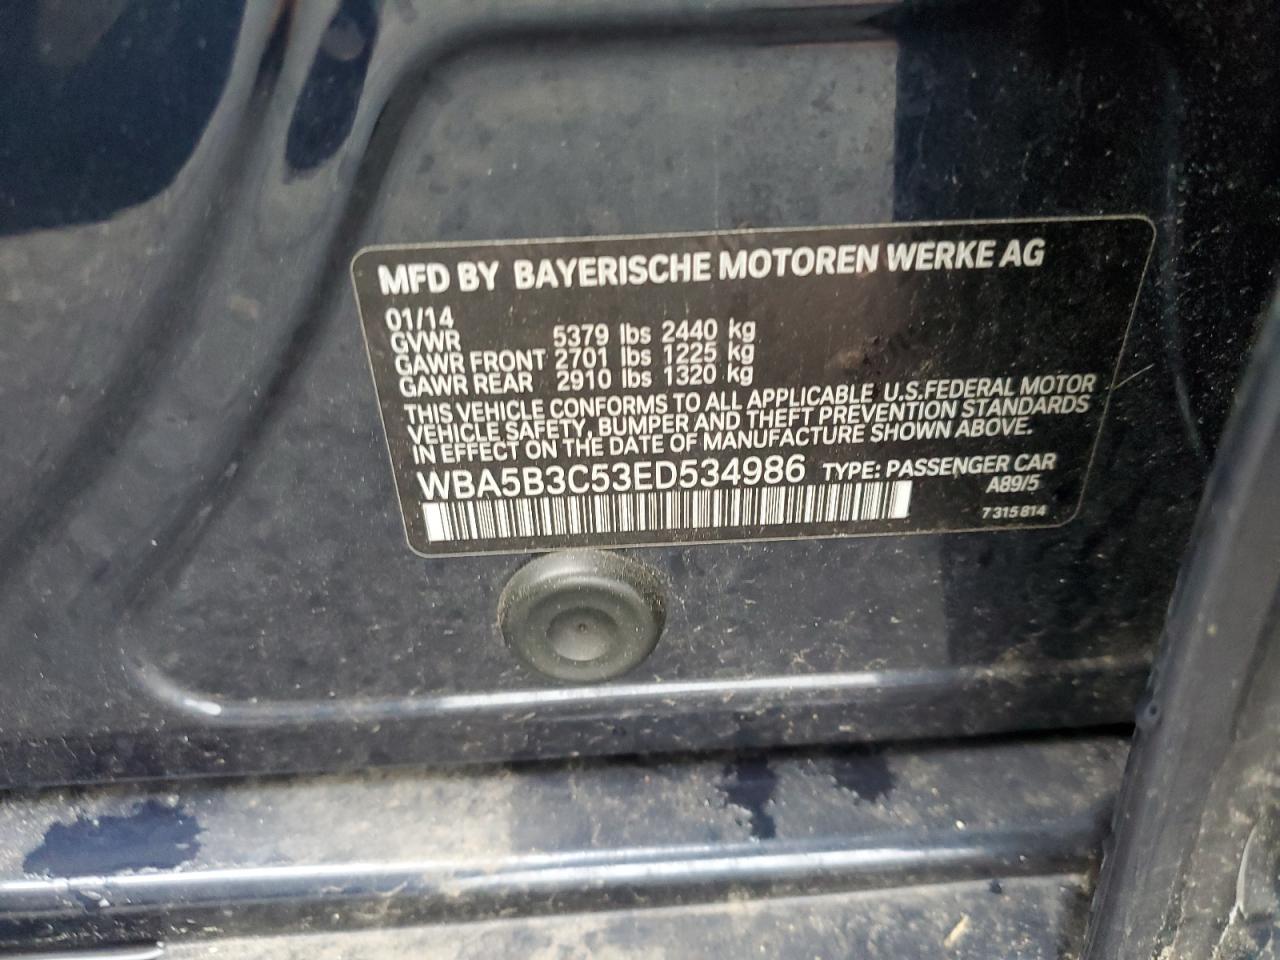 MFD BY BAYERISCHE MOTOREN WERKE AG
01/14
GVWR 5379 lbs 2440 kg
GAWR FRONT 2701 lbs 1225 kg
GAWR REAR 2910 lbs 1320 kg
THIS VEHICLE CONFORMS TO ALL APPLICABLE U.S.FEDERAL MOTOR
VEHICLE SAFETY, BUMPER AND THEFT PREVENTION STANDARDS
IN EFFECT ON THE DATE OF MANUFACTURE SHOWN ABOVE.
WBA5B3C53ED534986 TYPE: PASSENGER CAR
A89/5
7 315 814